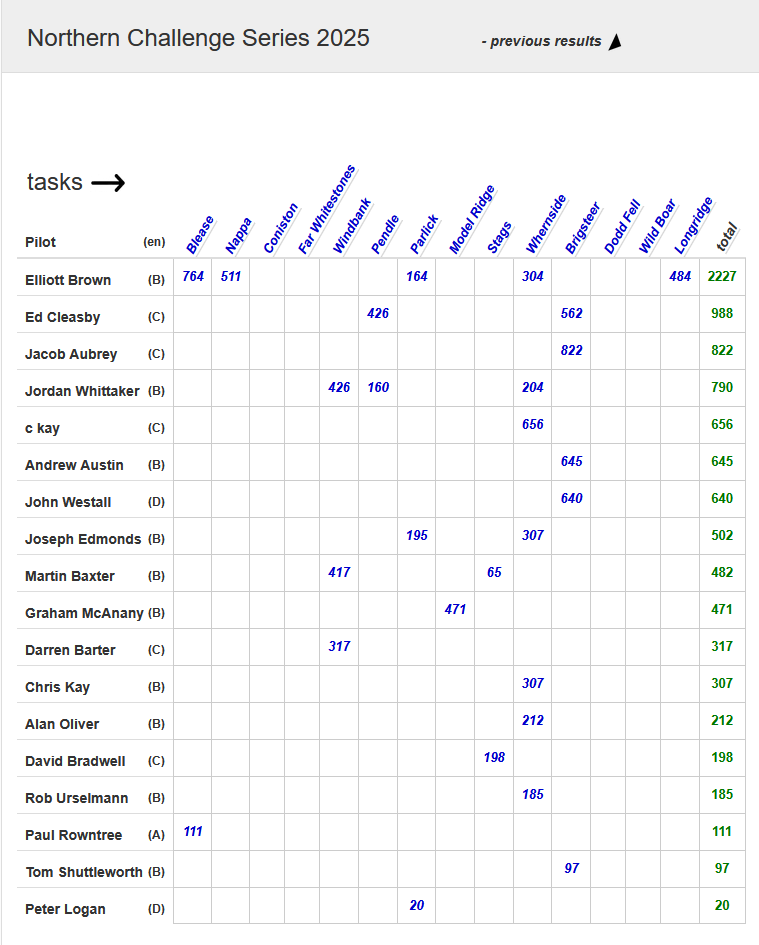 Northern Challenge Series 2025 - previous results
tasks
Pilot (en) Blease Nappa Coniston Far Whitestones Windbank Pendle Parlick Model Ridge Stags Whernside Brigsteer Dodd Fell Wild Boar Longridge total
Elliott Brown (B) 764 511 164 304 484 2227
Ed Cleasby (C) 426 562 988
Jacob Aubrey (C) 822 822
Jordan Whittaker (B) 426 160 204 790
c kay (C) 656 656
Andrew Austin (B) 645 645
John Westall (D) 640 640
Joseph Edmonds (B) 195 307 502
Martin Baxter (B) 417 65 482
Graham McAnany (B) 471 471
Darren Barter (C) 317 317
Chris Kay (B) 307 307
Alan Oliver (B) 212 212
David Bradwell (C) 198 198
Rob Urselmann (B) 185 185
Paul Rowntree (A) 111 111
Tom Shuttleworth (B) 97 97
Peter Logan (D) 20 20